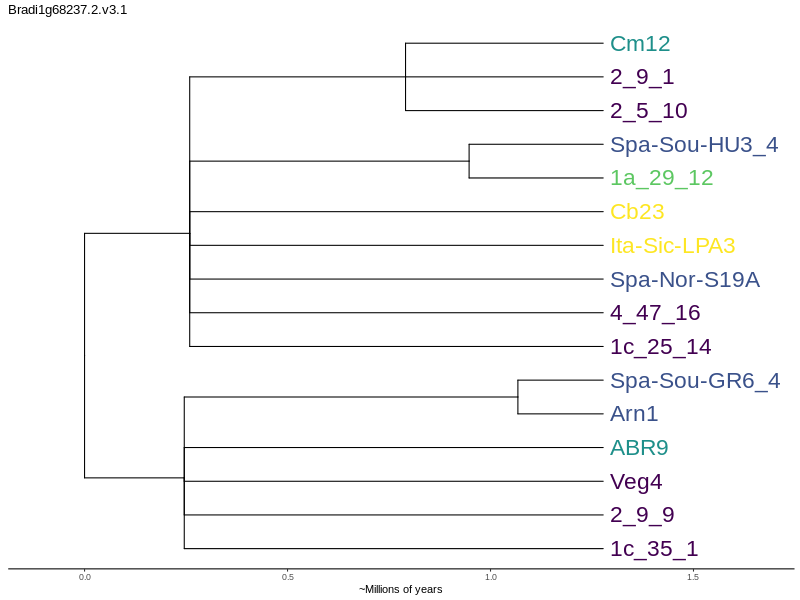 Bradi1g68237.2.v3.1
Cm12
2_9_1
2_5_10
Spa-Sou-HU3_4
1a_29_12
Cb23
Ita-Sic-LPA3
Spa-Nor-S19A
4_47_16
1c_25_14
Spa-Sou-GR6_4
Arn1
ABR9
Veg4
2_9_9
1c_35_1
0.0 0.5 1.0 1.5
~Millions of years